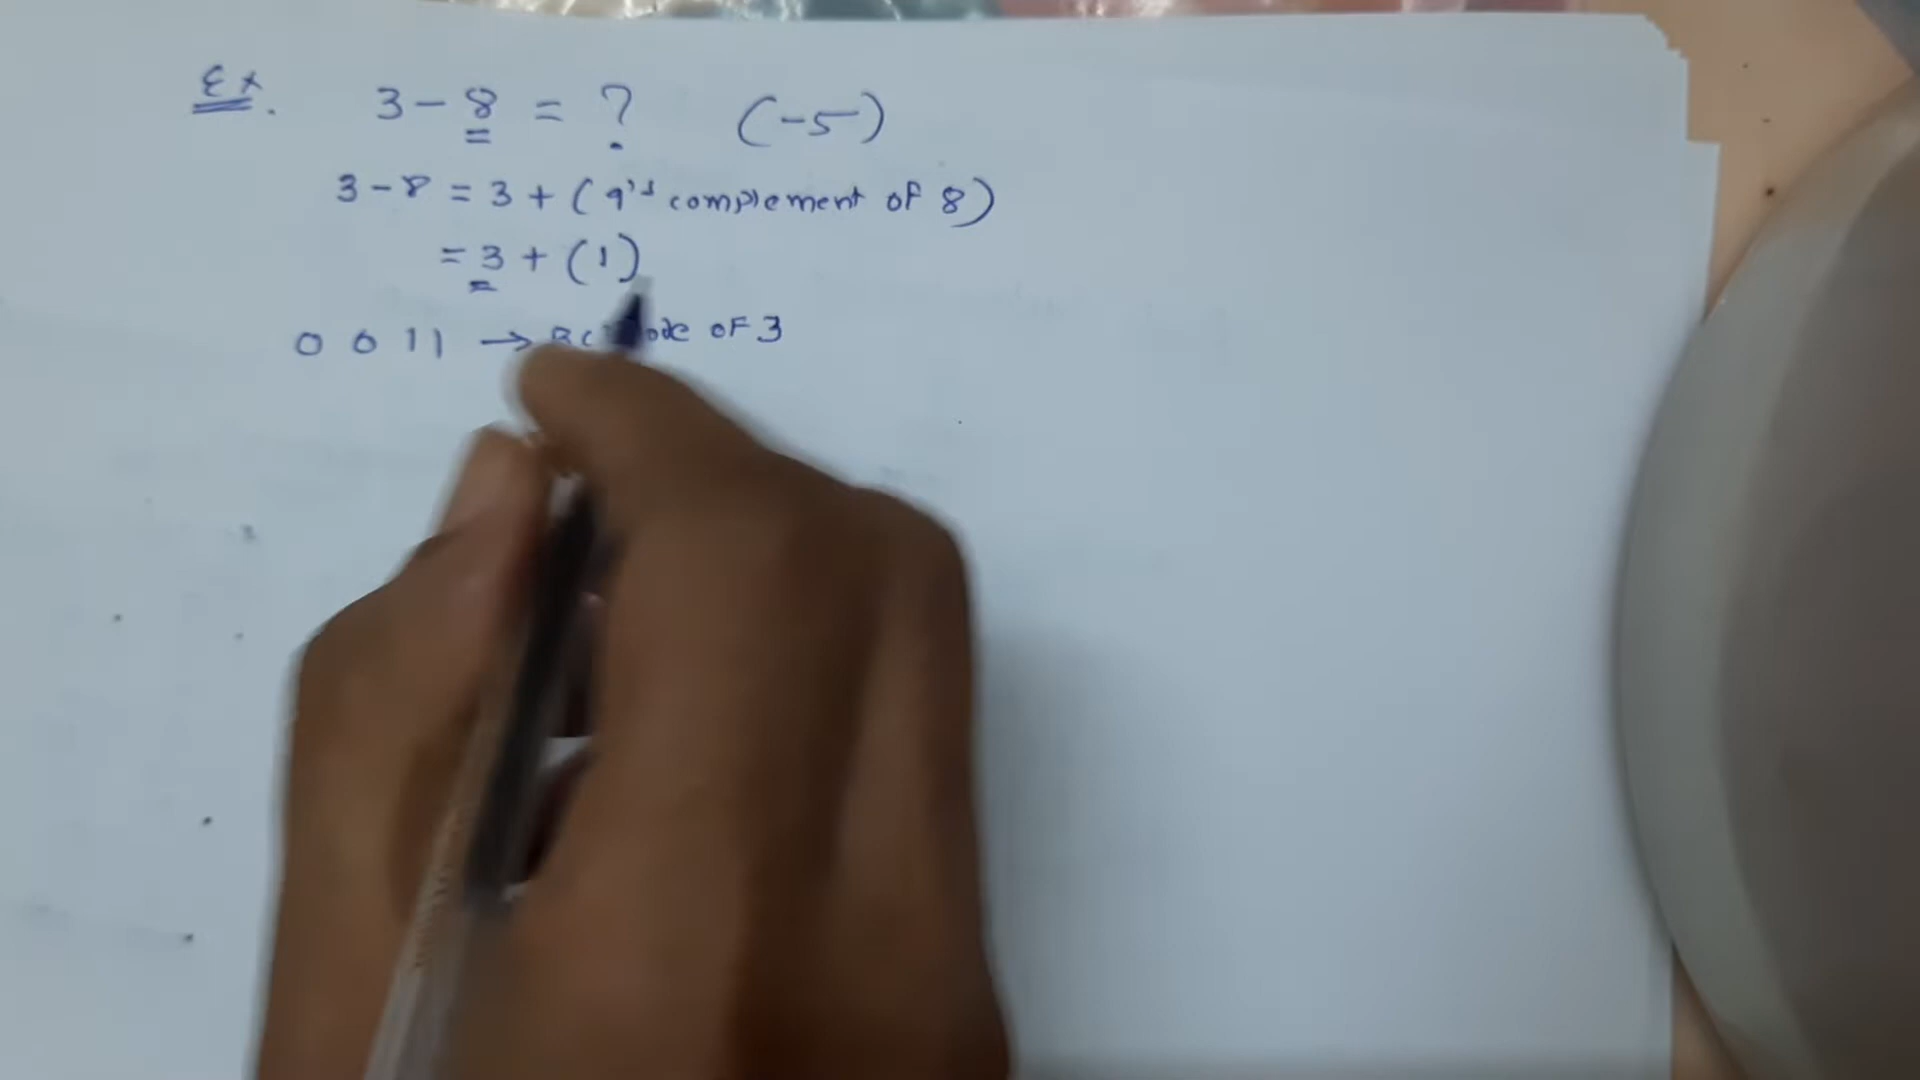 Ex. 3 - 8 = ? (-5)
3 - 8 = 3 + (9's complement of 8)
= 3 + (1)
0 0 1 1 → of 3